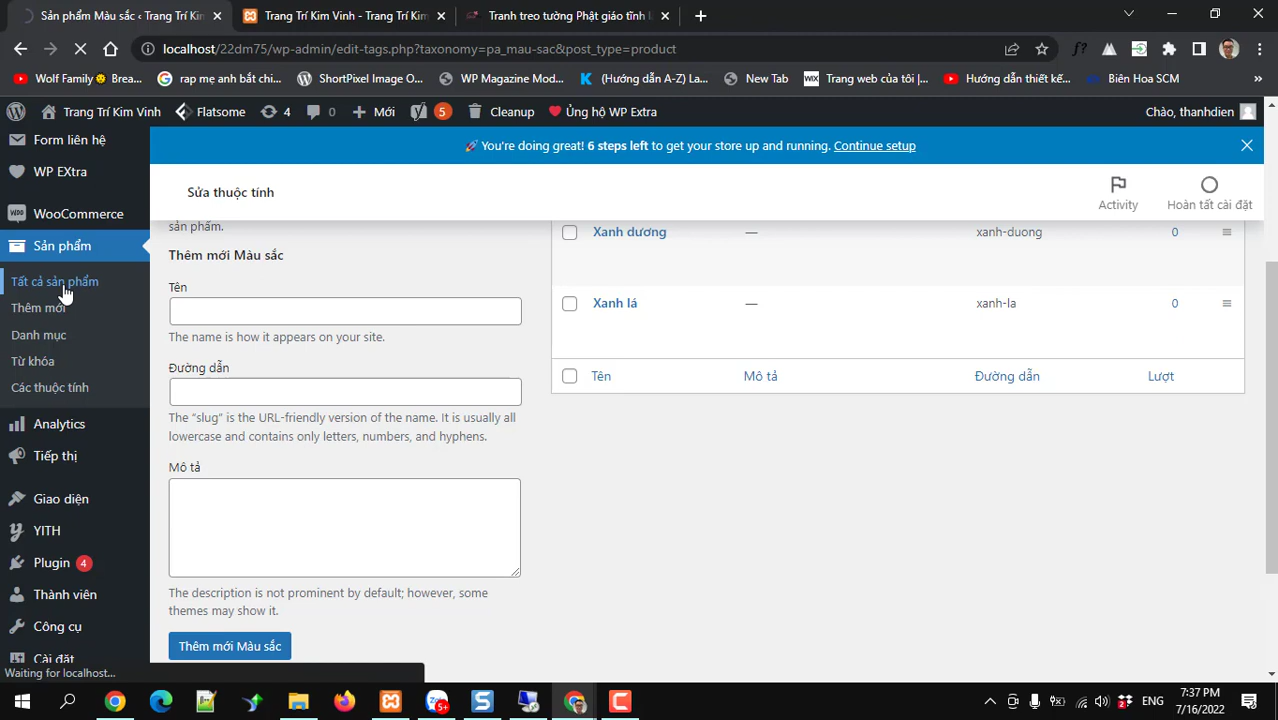 Sản phẩm Màu sắc ‹ Trang Trí Kim
Trang Trí Kim Vinh - Trang Trí Kim
Tranh treo tường Phật giáo tĩnh
localhost/22dm75/wp-admin/edit-tags.php?taxonomy=pa_mau-sac&post_type=product
Wolf Family Brea...
rap mẹ anh bắt chi...
ShortPixel Image O...
WP Magazine Mod...
(Hướng dẫn A-Z) La...
New Tab
WIX
Trang web của tôi |...
Hướng dẫn thiết kế...
Biên Hoa SCM
»
Trang Trí Kim Vinh
Flatsome
4
0
Mới
5
Cleanup
Ủng hộ WP Extra
Chào, thanhdien
Form liên hệ
WP EXtra
WooCommerce
Sản phẩm
Tất cả sản phẩm
Thêm mới
Danh mục
Từ khóa
Các thuộc tính
Analytics
Tiếp thị
Giao diện
YITH
Plugin 4
Thành viên
Công cụ
Cài đặt
Waiting for localhost...
🚀 You're doing great! 6 steps left to get your store up and running. Continue setup
Sửa thuộc tính
Activity
Hoàn tất cài đặt
sản phẩm.
Thêm mới Màu sắc
Tên
The name is how it appears on your site.
Đường dẫn
The “slug” is the URL-friendly version of the name. It is usually all
lowercase and contains only letters, numbers, and hyphens.
Mô tả
The description is not prominent by default; however, some
themes may show it.
Thêm mới Màu sắc
Xanh dương — xanh-duong 0
Xanh lá — xanh-la 0
Tên Mô tả Đường dẫn Lượt
ENG
7:37 PM
7/16/2022